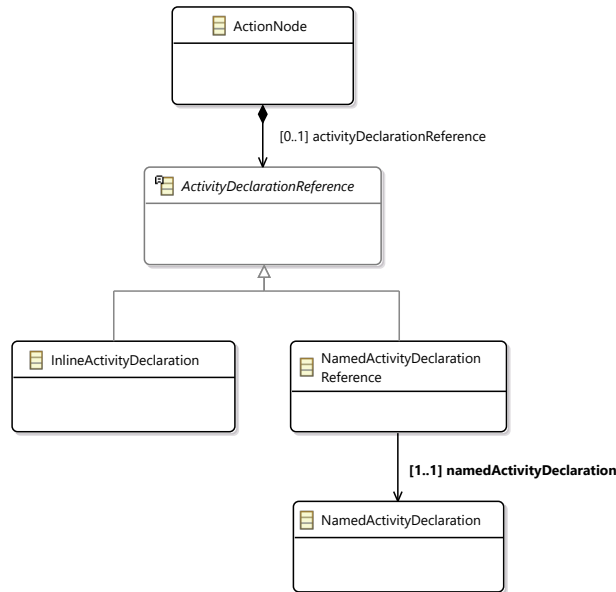 ActionNode
[0..1] activityDeclarationReference
ActivityDeclarationReference
InlineActivityDeclaration
NamedActivityDeclaration
Reference
[1..1] namedActivityDeclaration
NamedActivityDeclaration